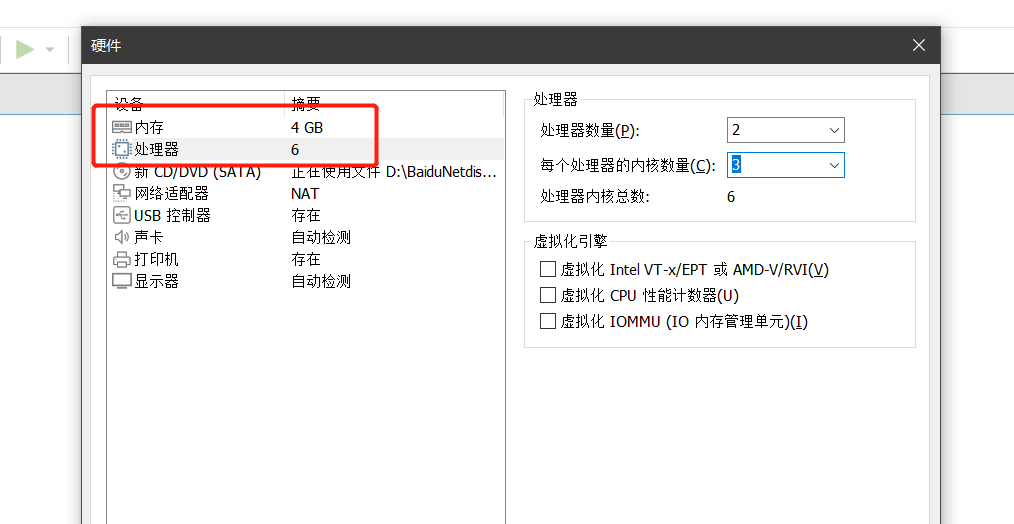 硬件
设备 摘要
内存 4 GB
处理器 6
新 CD/DVD (SATA) 正在使用文件 D:\BaiduNetdis...
网络适配器 NAT
USB 控制器 存在
声卡 自动检测
打印机 存在
显示器 自动检测
处理器
处理器数量(P): 2
每个处理器的内核数量(C): 3
处理器内核总数: 6
虚拟化引擎
虚拟化 Intel VT-x/EPT 或 AMD-V/RVI(V)
虚拟化 CPU 性能计数器(U)
虚拟化 IOMMU (IO 内存管理单元)(I)